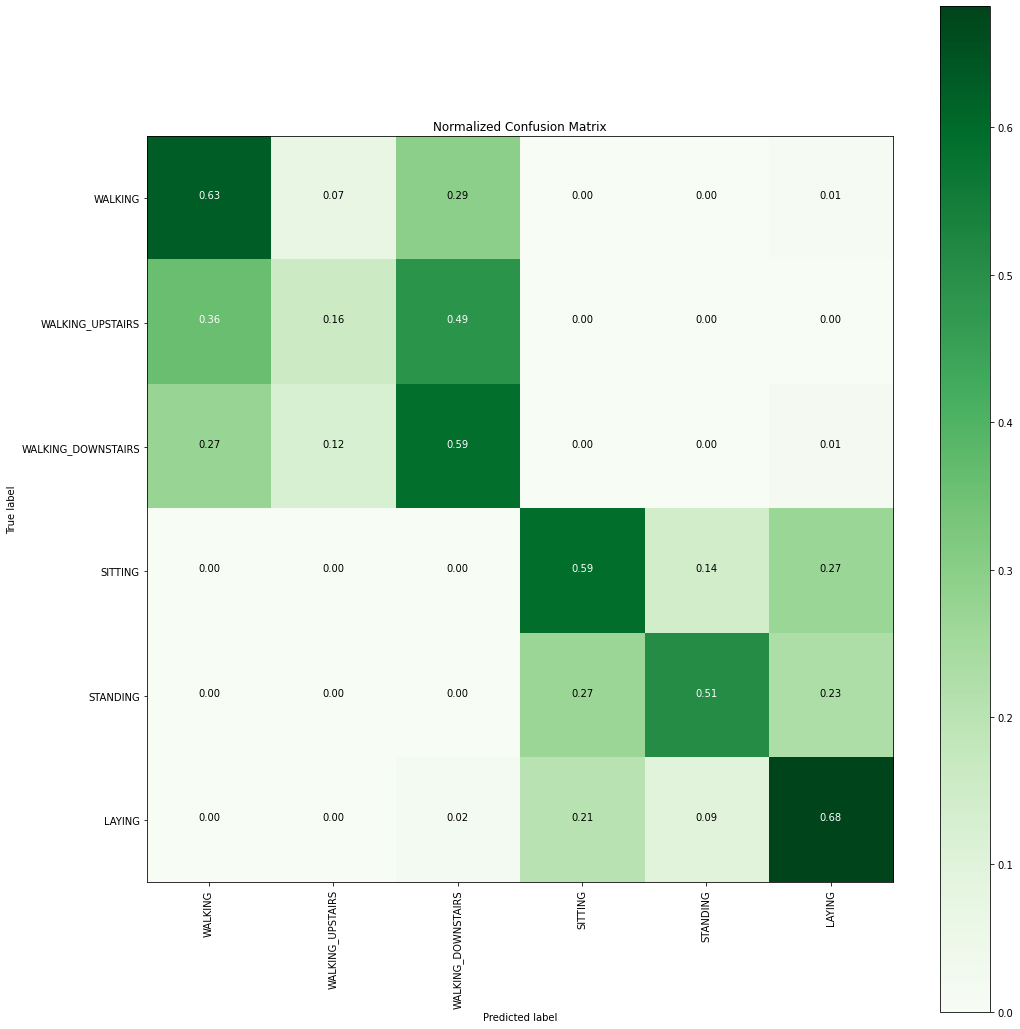 Normalized Confusion Matrix
True label
WALKING 0.63 0.07 0.29 0.00 0.00 0.01
WALKING_UPSTAIRS 0.36 0.16 0.49 0.00 0.00 0.00
WALKING_DOWNSTAIRS 0.27 0.12 0.59 0.00 0.00 0.01
SITTING 0.00 0.00 0.00 0.59 0.14 0.27
STANDING 0.00 0.00 0.00 0.27 0.51 0.23
LAYING 0.00 0.00 0.02 0.21 0.09 0.68
WALKING
WALKING_UPSTAIRS
WALKING_DOWNSTAIRS
SITTING
STANDING
LAYING
Predicted label
0.6
0.5
0.4
0.3
0.2
0.1
0.0